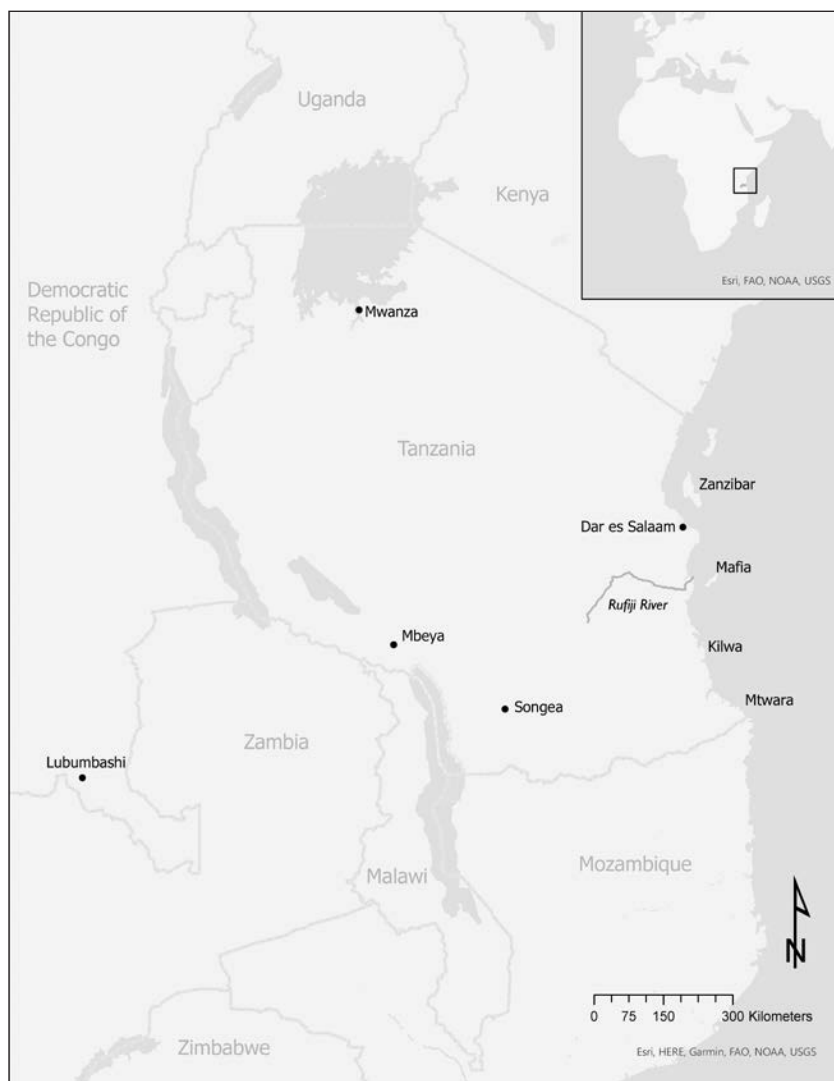 Uganda
Kenya
Esri, FAO, NOAA, USGS
Democratic
Republic of
the Congo
Mwanza
Tanzania
Zanzibar
Dar es Salaam
Mafia
Rufiji River
Mbeya
Kilwa
Songea
Mtwara
Zambia
Lubumbashi
Malawi
Mozambique
N
0 75 150 300 Kilometers
Zimbabwe
Esri, HERE, Garmin, FAO, NOAA, USGS